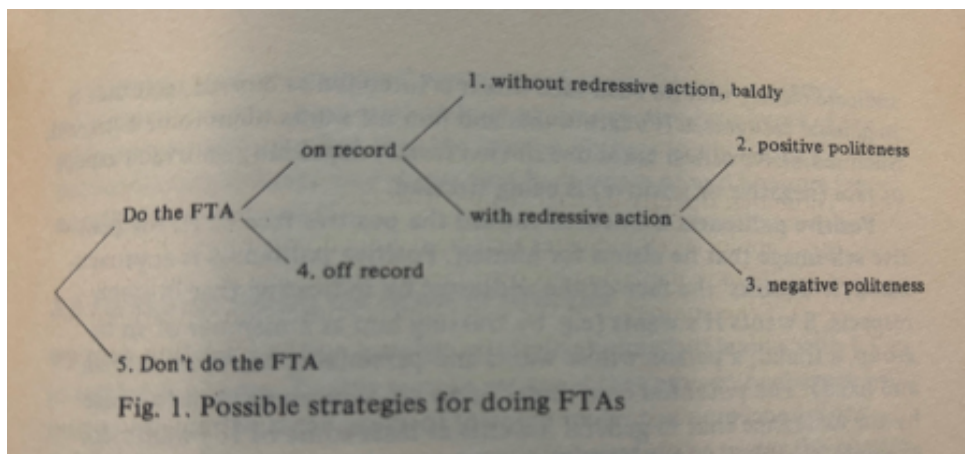 1. without redressive action, baldly
on record
2. positive politeness
Do the FTA
with redressive action
4. off record
3. negative politeness
5. Don't do the FTA
Fig. 1. Possible strategies for doing FTAs